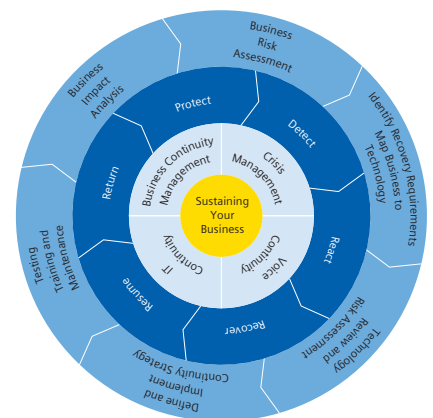 Business
Risk
Assessment
Identify Recovery Requirements
Map Business to
Technology
Technology
Review and
Risk Assessment
Define and
Implement
Continuity Strategy
Testing
Training and
Maintenance
Business
Impact
Analysis
Protect
Detect
React
Recover
Resume
Return
Business Continuity
Management
Crisis
Management
Voice
Continuity
IT
Continuity
Sustaining
Your
Business